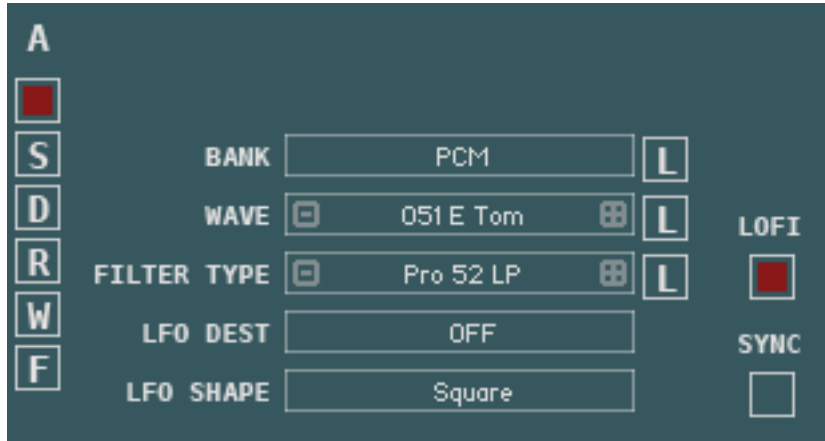 A
S
D
R
W
F
BANK PCM L
WAVE 051 E Tom L
FILTER TYPE Pro 52 LP L
LFO DEST OFF
LFO SHAPE Square
LOFI
SYNC